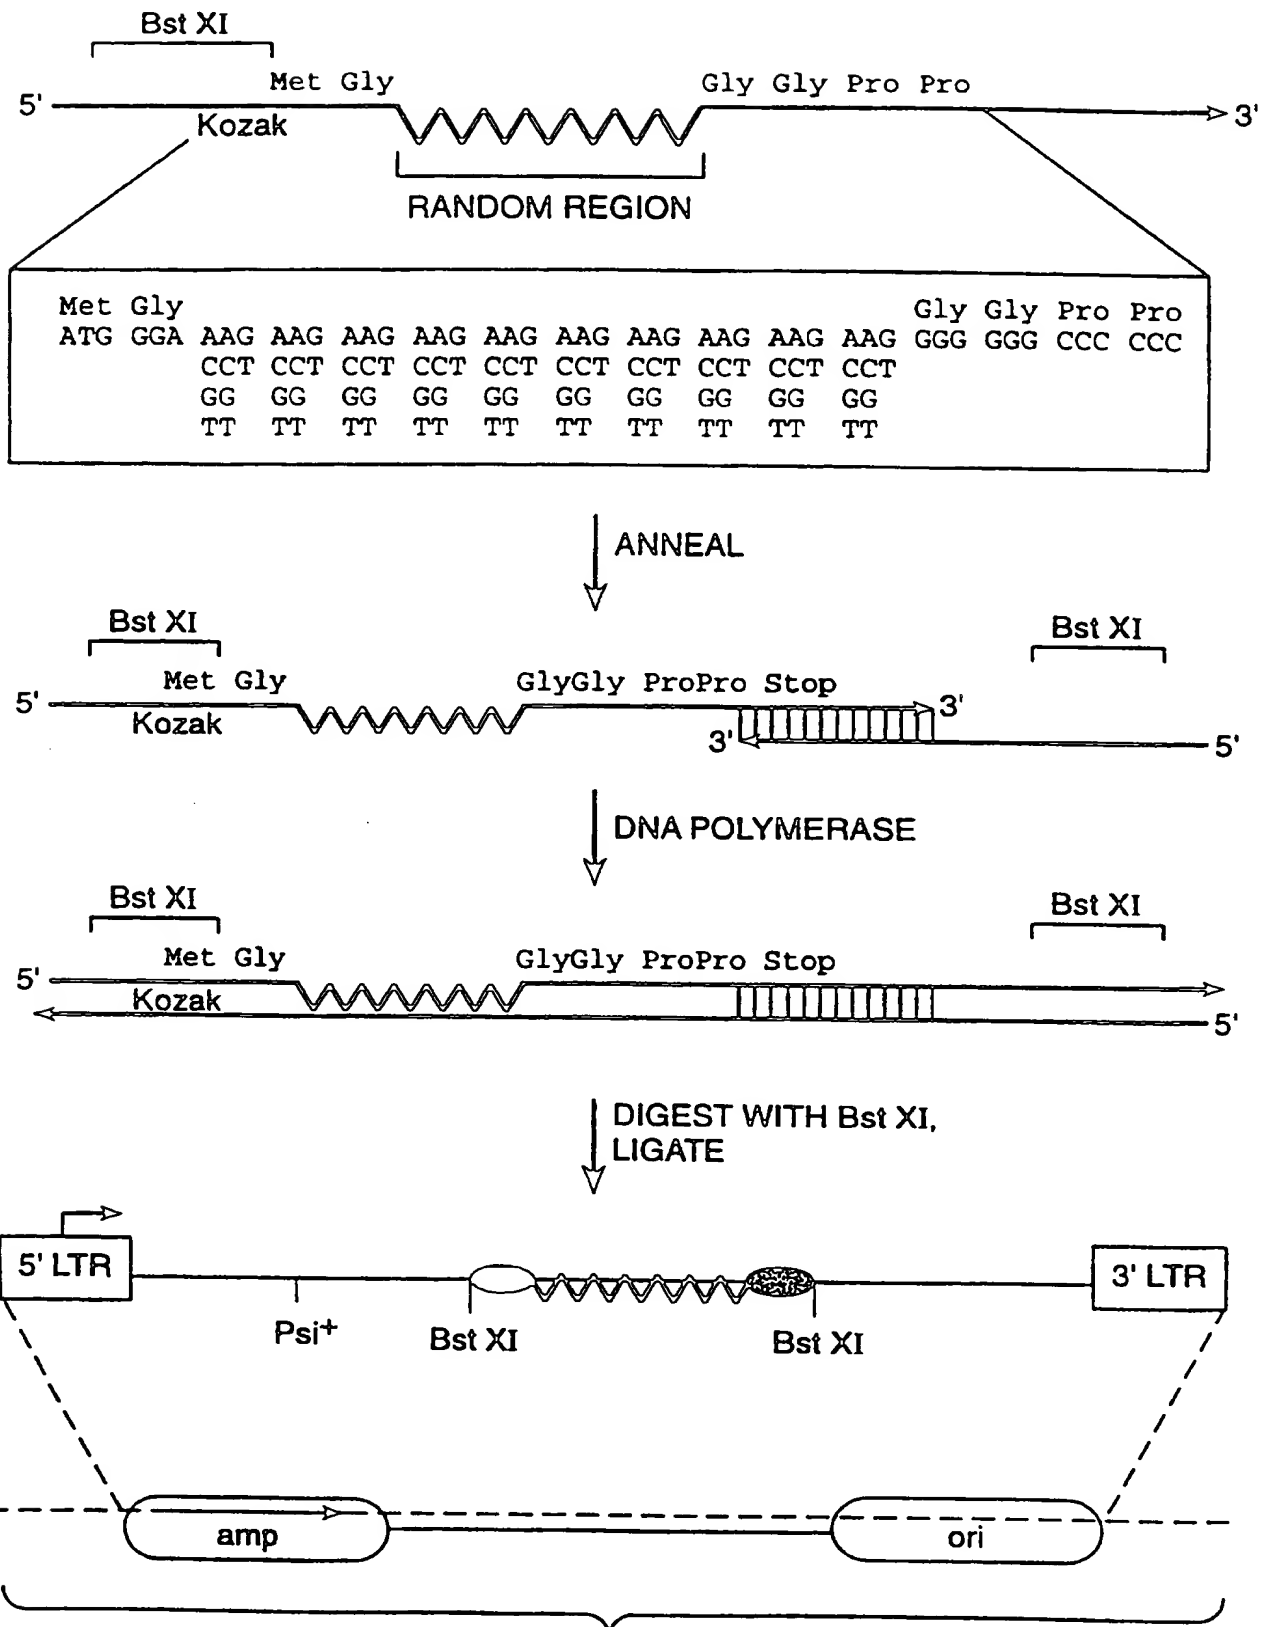 Bst XI
Met Gly
Gly Gly Pro Pro
5'
3'
Kozak
RANDOM REGION
Met Gly
Gly Gly Pro Pro
ATG GGA AAG AAG AAG AAG AAG AAG AAG AAG AAG AAG GGG GGG CCC CCC
CCT CCT CCT CCT CCT CCT CCT CCT CCT CCT
GG GG GG GG GG GG GG GG GG GG
TT TT TT TT TT TT TT TT TT TT
ANNEAL
Bst XI
Bst XI
Met Gly
GlyGly ProPro Stop
5'
3'
Kozak
3'
5'
DNA POLYMERASE
Bst XI
Bst XI
Met Gly
GlyGly ProPro Stop
5'
Kozak
5'
DIGEST WITH Bst XI,
LIGATE
5' LTR
3' LTR
Psi+
Bst XI
Bst XI
amp
ori